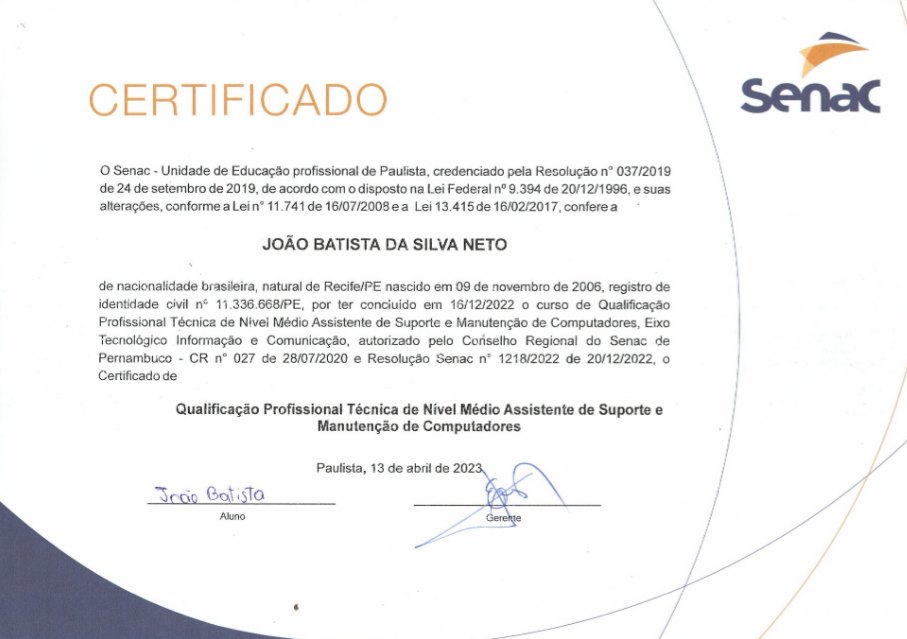 Senac
CERTIFICADO
O Senac - Unidade de Educação profissional de Paulista, credenciado pela Resolução n° 037/2019
de 24 de setembro de 2019, de acordo com o disposto na Lei Federal nº 9.394 de 20/12/1996, e suas
alterações, conforme a Lei n° 11.741 de 16/07/2008 e a Lei 13.415 de 16/02/2017, confere a
JOÃO BATISTA DA SILVA NETO
de nacionalidade brasileira, natural de Recife/PE nascido em 09 de novembro de 2006, registro de
identidade civil nº 11.336.668/PE, por ter concluído em 16/12/2022 o curso de Qualificação
Profissional Técnica de Nível Médio Assistente de Suporte e Manutenção de Computadores, Eixo
Tecnológico Informação e Comunicação, autorizado pelo Conselho Regional do Senac de
Pernambuco - CR n° 027 de 28/07/2020 e Resolução Senac n° 1218/2022 de 20/12/2022, o
Certificado de
Qualificação Profissional Técnica de Nível Médio Assistente de Suporte e
Manutenção de Computadores
Paulista, 13 de abril de 2023
João Batista
Aluno
Gerente